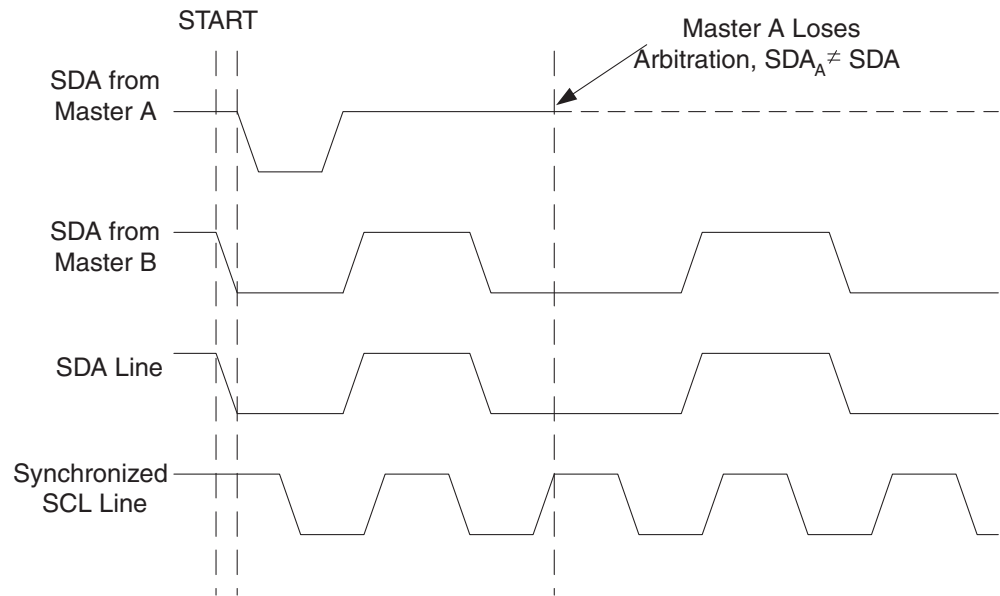 START
Master A Loses
Arbitration, SDA_A ≠ SDA
SDA from
Master A
SDA from
Master B
SDA Line
Synchronized
SCL Line